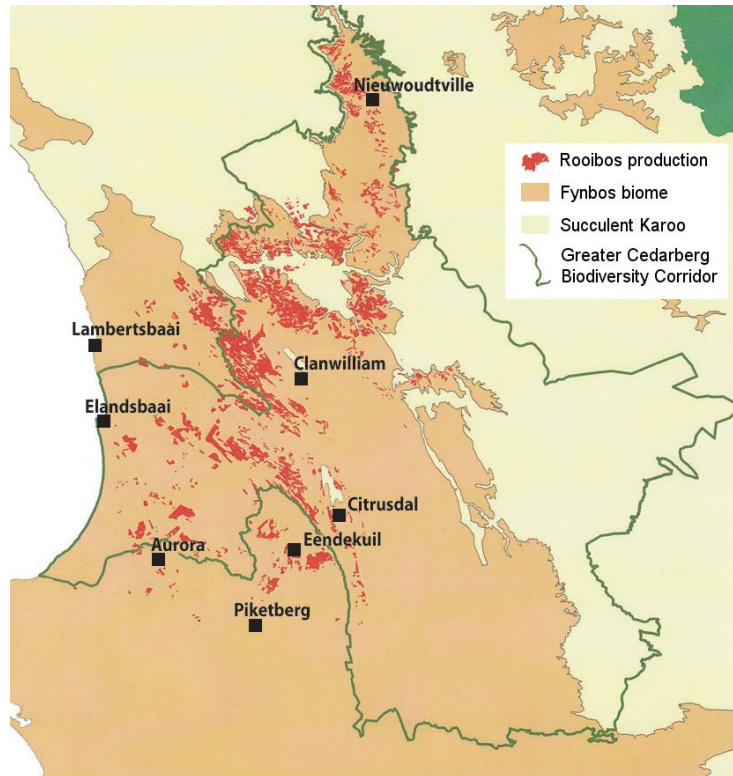 Nieuwoudtville
Rooibos production
Fynbos biome
Succulent Karoo
Greater Cedarberg
Biodiversity Corridor
Lambertsbaai
Clanwilliam
Elandsbaai
Citrusdal
Eendekuil
Aurora
Piketberg